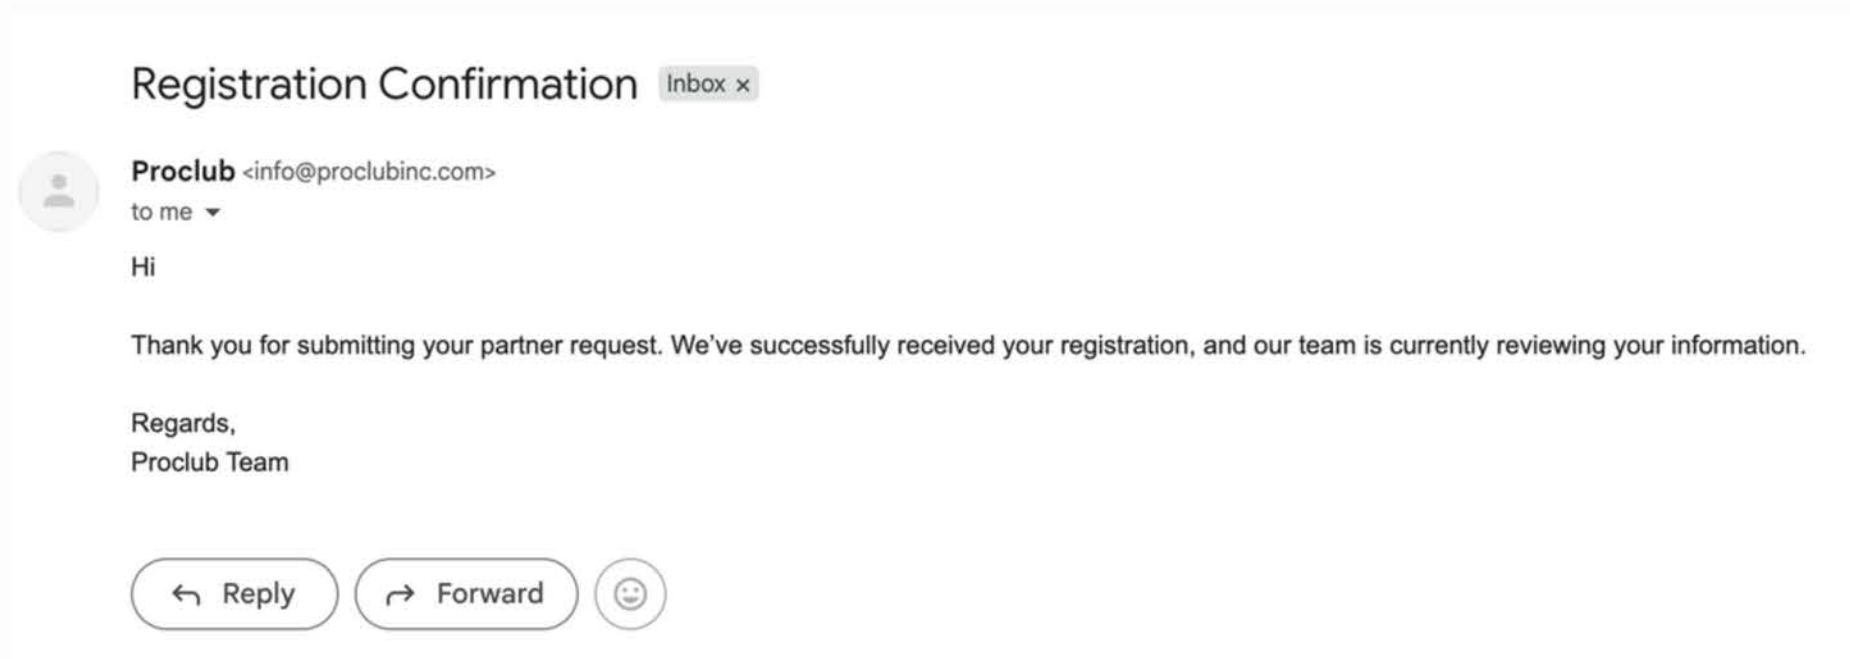 Registration Confirmation Inbox ×
Proclub <info@proclubinc.com>
to me
Hi
Thank you for submitting your partner request. We’ve successfully received your registration, and our team is currently reviewing your information.
Regards,
Proclub Team
Reply Forward